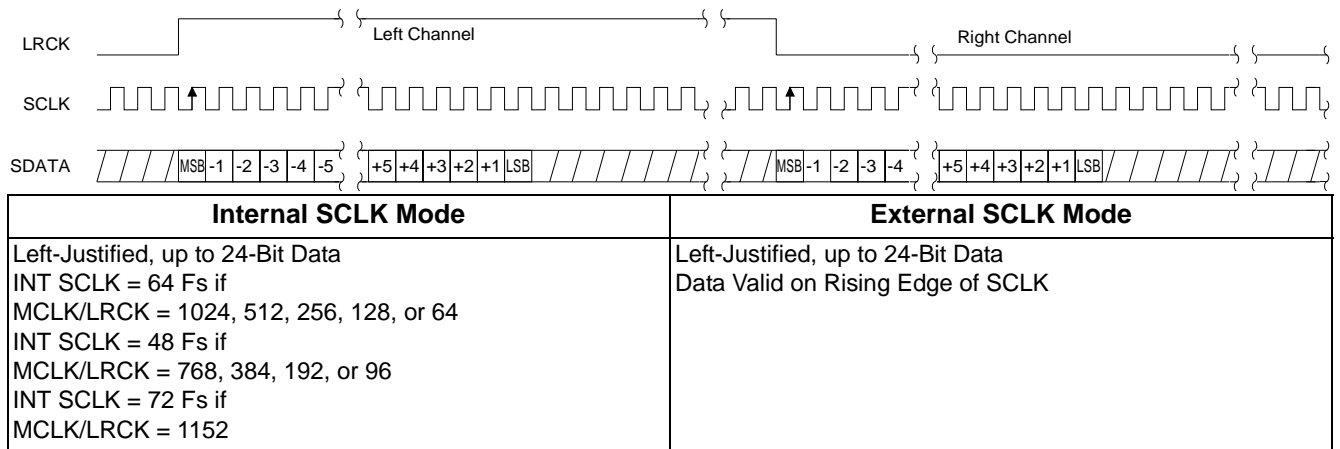 LRCK Left Channel Right Channel
SCLK
SDATA MSB -1 -2 -3 -4 -5 +5 +4 +3 +2 +1 LSB MSB -1 -2 -3 -4 +5 +4 +3 +2 +1 LSB
Internal SCLK Mode External SCLK Mode
Left-Justified, up to 24-Bit Data
INT SCLK = 64 Fs if
MCLK/LRCK = 1024, 512, 256, 128, or 64
INT SCLK = 48 Fs if
MCLK/LRCK = 768, 384, 192, or 96
INT SCLK = 72 Fs if
MCLK/LRCK = 1152
Left-Justified, up to 24-Bit Data
Data Valid on Rising Edge of SCLK